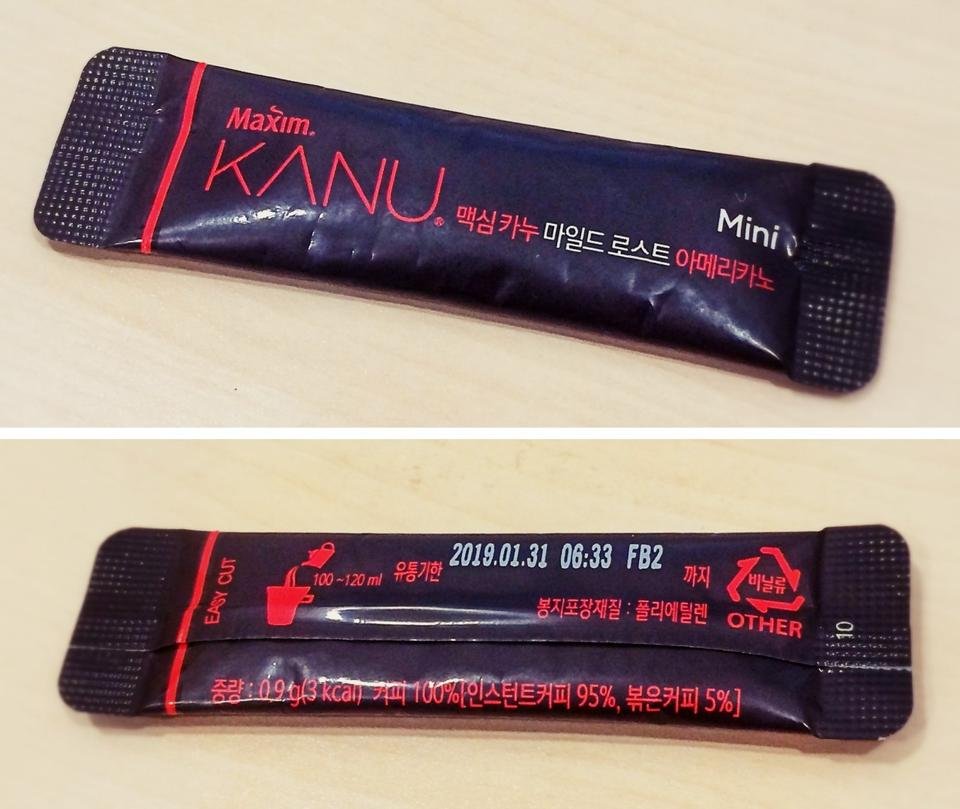 Maxim.
KANU®
맥심 카누 마일드 로스트 아메리카노
Mini
EASY CUT
100~120 ml
유통기한 2019.01.31 06:33 FB2 까지
봉지포장재질 : 폴리에틸렌
비닐류
OTHER
10
중량 : 0.9 g(3 kcal) 커피 100%[인스턴트커피 95%, 볶은커피 5%]